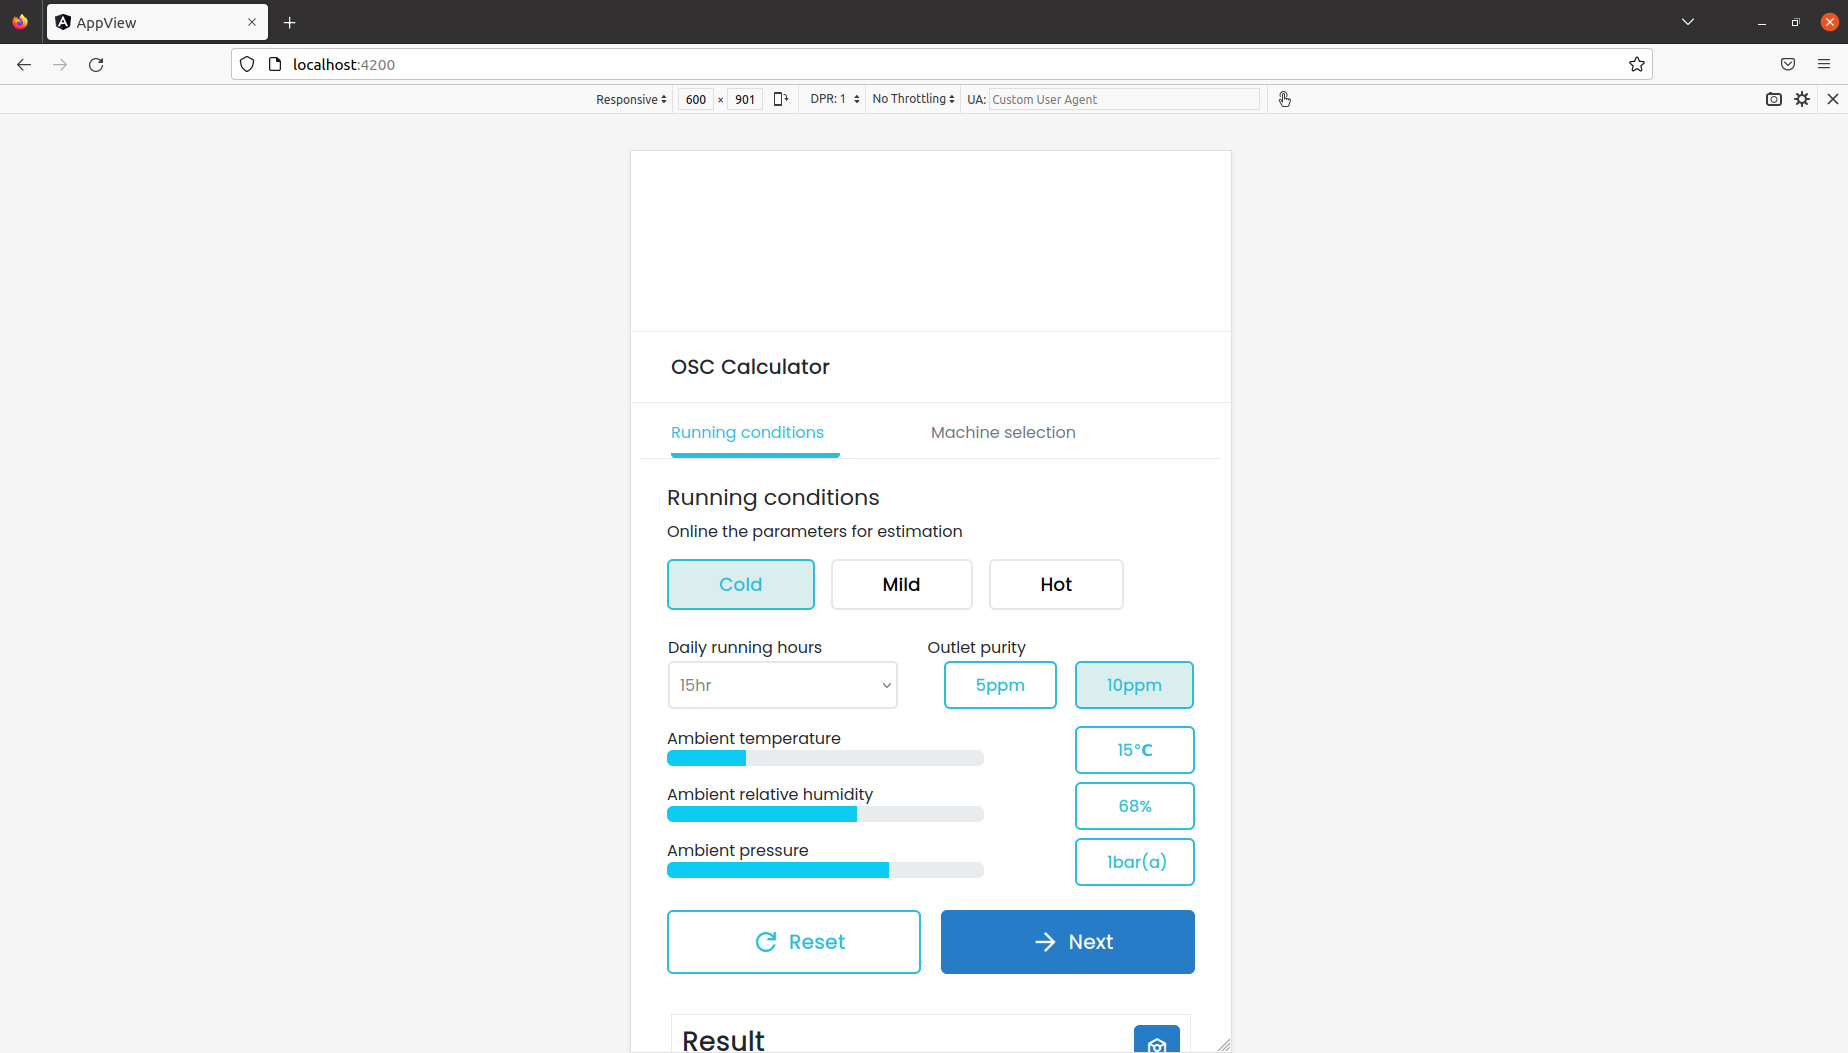 AppView
localhost:4200
Responsive 600 × 901 DPR: 1 No Throttling UA: Custom User Agent
OSC Calculator
Running conditions Machine selection
Running conditions
Online the parameters for estimation
Cold Mild Hot
Daily running hours Outlet purity
15hr 5ppm 10ppm
Ambient temperature
15°C
Ambient relative humidity
68%
Ambient pressure
1bar(a)
Reset Next
Result